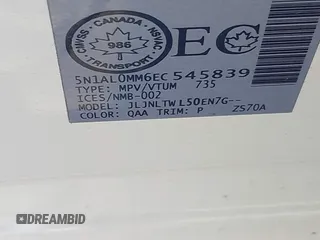 CANADA
CMVSS NSVAC
986
TRANSPORT
EC
5N1AL0MM6EC545839
TYPE: MPV/VTUM 735
ICES/NMB-002
MODEL: JLJNLTWL50EN7G--
COLOR: QAA TRIM: P ZS70A
DREAMBID